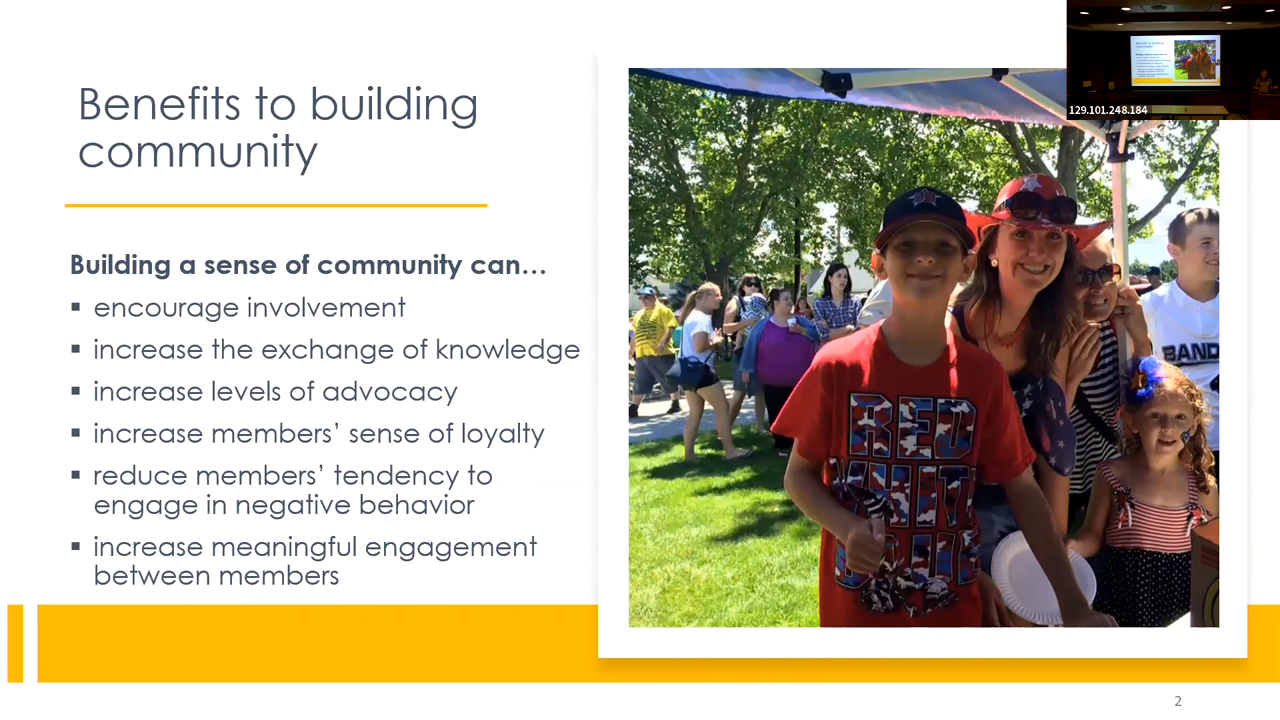 Benefits to building
community
Building a sense of community can…
▪ encourage involvement
▪ increase the exchange of knowledge
▪ increase levels of advocacy
▪ increase members’ sense of loyalty
▪ reduce members’ tendency to
engage in negative behavior
▪ increase meaningful engagement
between members
129.101.248.184
BAND
RED
2